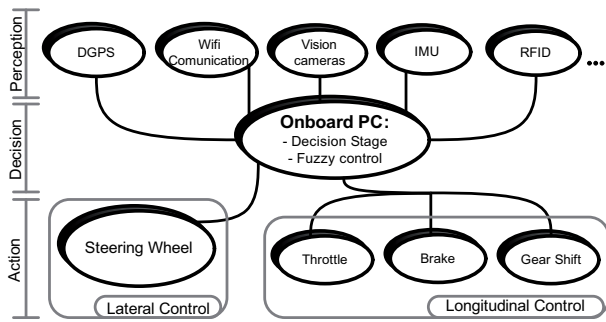 Perception
DGPS
Wifi
Comunication
Vision
cameras
IMU
RFID
...
Decision
Onboard PC:
- Decision Stage
- Fuzzy control
Action
Steering Wheel
Throttle
Brake
Gear Shift
Lateral Control
Longitudinal Control